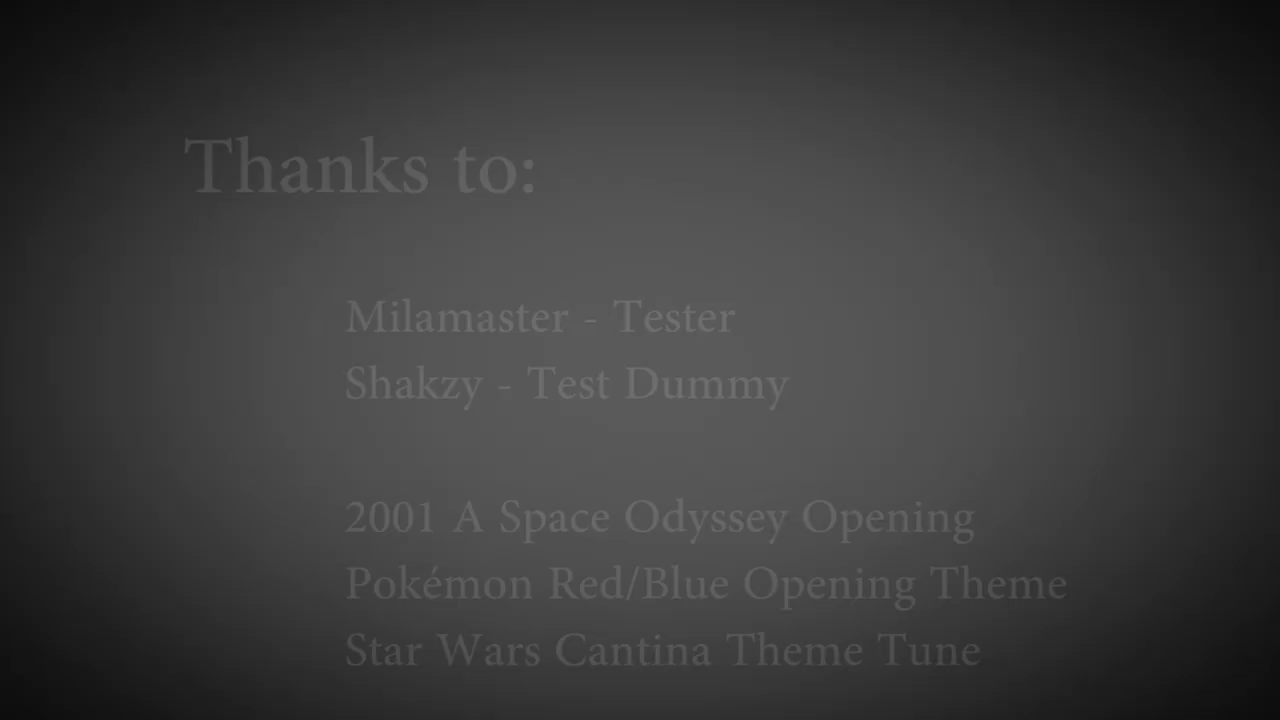 Thanks to:
Milamaster - Tester
Shakzy - Test Dummy
2001 A Space Odyssey Opening
Pokémon Red/Blue Opening Theme
Star Wars Cantina Theme Tune